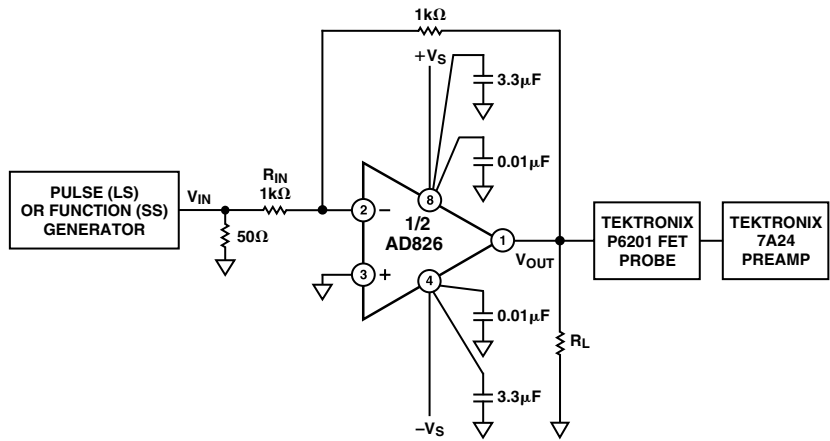 1kΩ
+VS
3.3µF
0.01µF
PULSE (LS)
OR FUNCTION (SS)
GENERATOR
VIN
50Ω
RIN
1kΩ
2
–
3
+
1/2
AD826
8
1
4
VOUT
TEKTRONIX
P6201 FET
PROBE
TEKTRONIX
7A24
PREAMP
0.01µF
3.3µF
–VS
RL